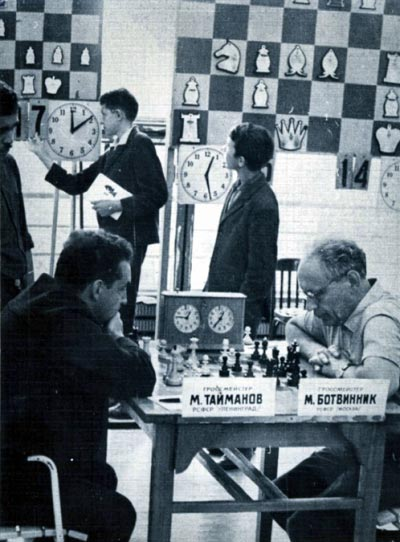 17
14
ГРОССМЕЙСТЕР
М. ТАЙМАНОВ
РСФСР (ЛЕНИНГРАД)
ГРОССМЕЙСТЕР
М. БОТВИННИК
РСФСР (МОСКВА)